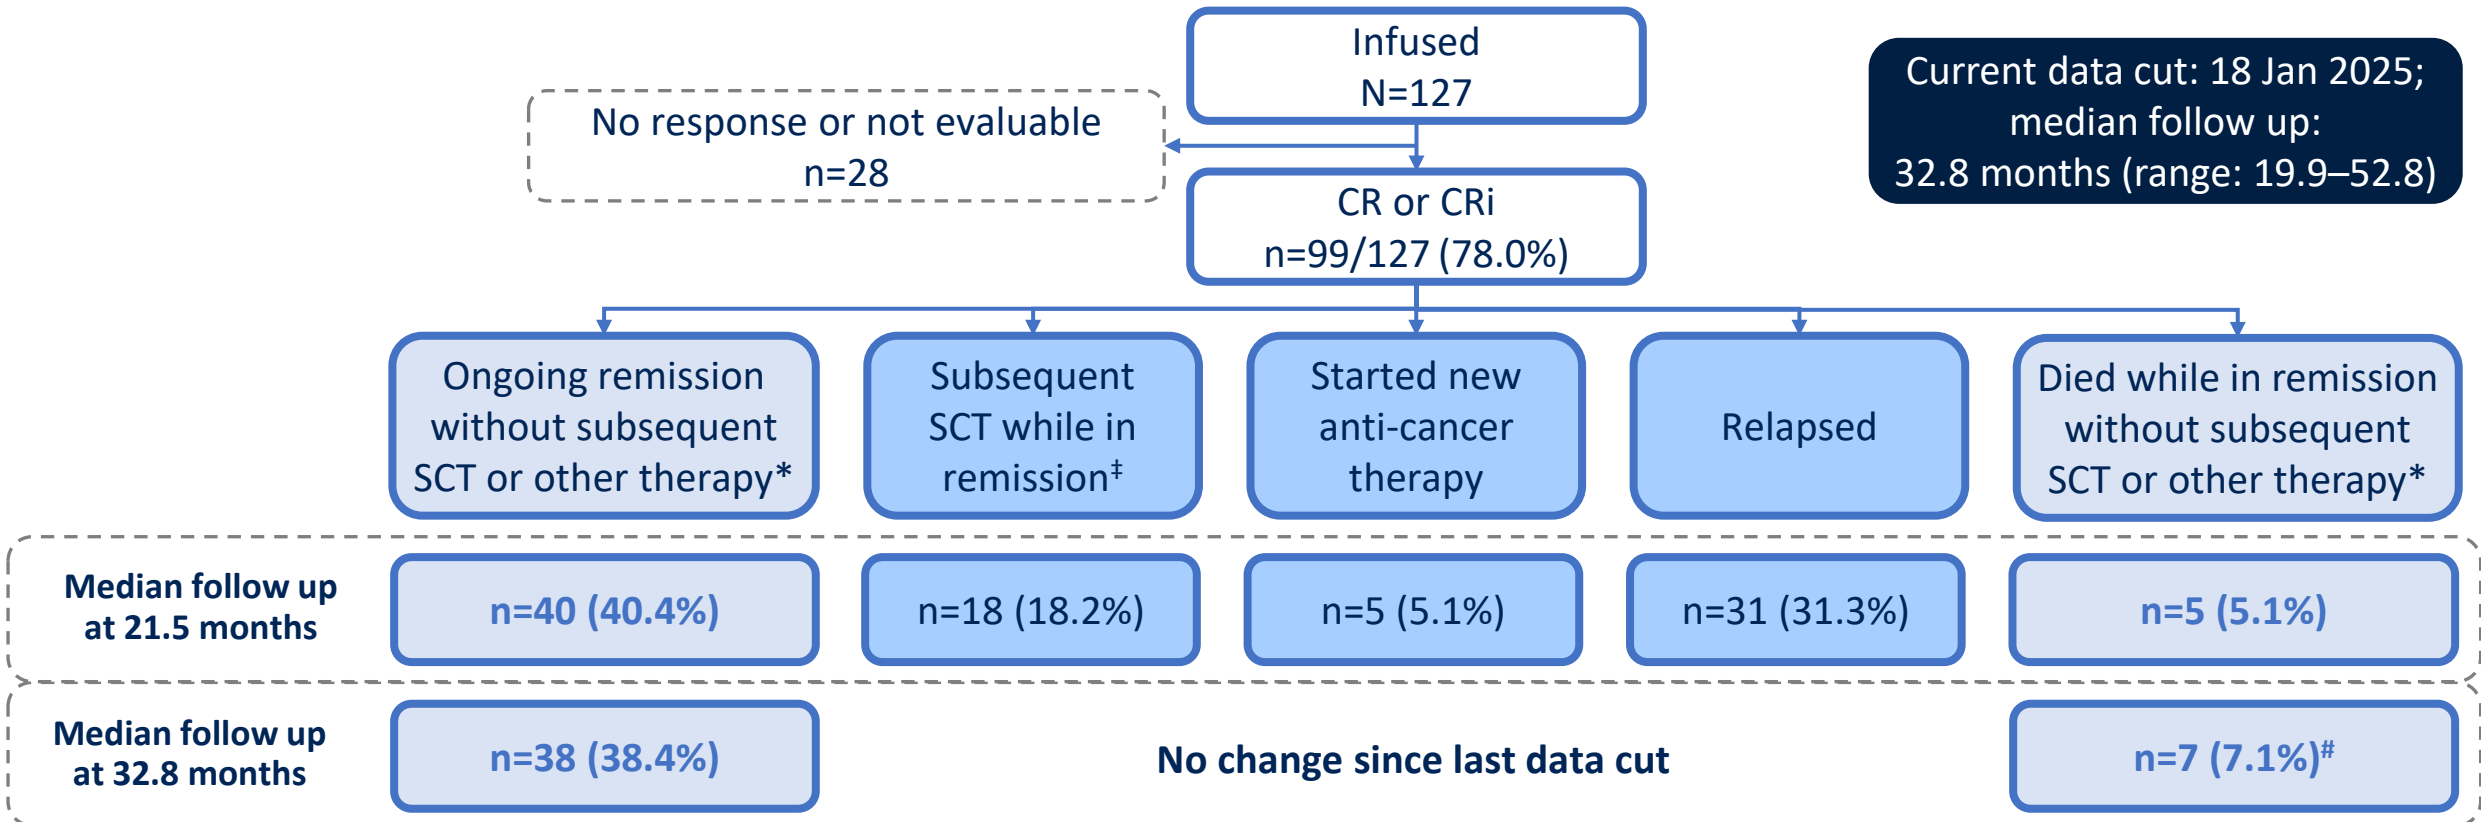 Infused
N=127
Current data cut: 18 Jan 2025;
median follow up:
32.8 months (range: 19.9–52.8)
No response or not evaluable
n=28
CR or CRi
n=99/127 (78.0%)
Ongoing remission
without subsequent
SCT or other therapy*
Subsequent
SCT while in
remission‡
Started new
anti-cancer
therapy
Relapsed
Died while in remission
without subsequent
SCT or other therapy*
Median follow up
at 21.5 months
n=40 (40.4%)
n=18 (18.2%)
n=5 (5.1%)
n=31 (31.3%)
n=5 (5.1%)
Median follow up
at 32.8 months
n=38 (38.4%)
No change since last data cut
n=7 (7.1%)#